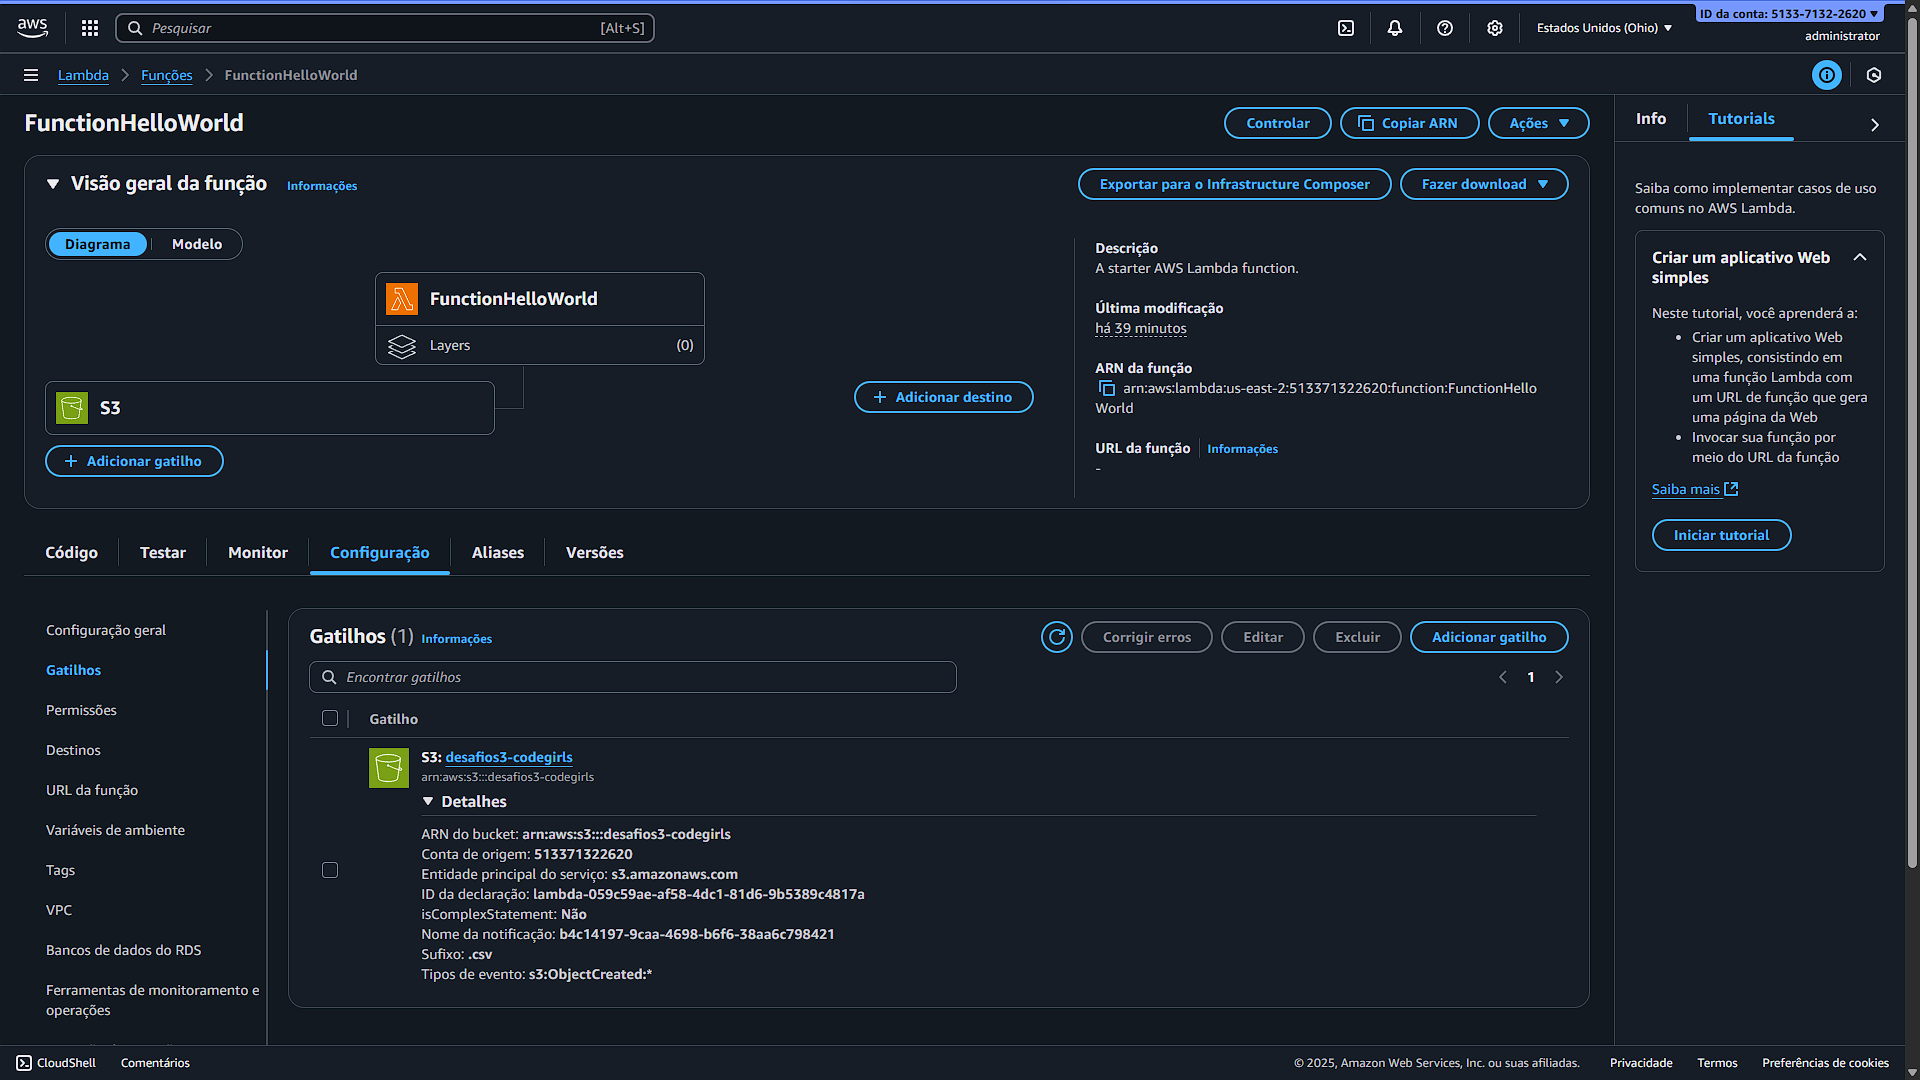 aws
Pesquisar
[Alt+S]
Estados Unidos (Ohio)
ID da conta: 5133-7132-2620
administrator
Lambda
Funções
FunctionHelloWorld
FunctionHelloWorld
Controlar
Copiar ARN
Ações
Visão geral da função
Informações
Exportar para o Infrastructure Composer
Fazer download
Diagrama
Modelo
FunctionHelloWorld
Layers
(0)
S3
Adicionar gatilho
Adicionar destino
Descrição
A starter AWS Lambda function.
Última modificação
há 39 minutos
ARN da função
arn:aws:lambda:us-east-2:513371322620:function:FunctionHello
World
URL da função
Informações
-
Código
Testar
Monitor
Configuração
Aliases
Versões
Configuração geral
Gatilhos
Permissões
Destinos
URL da função
Variáveis de ambiente
Tags
VPC
Bancos de dados do RDS
Ferramentas de monitoramento e
operações
Gatilhos (1)
Informações
Corrigir erros
Editar
Excluir
Adicionar gatilho
Encontrar gatilhos
1
Gatilho
S3: desafios3-codegirls
arn:aws:s3:::desafios3-codegirls
Detalhes
ARN do bucket: arn:aws:s3:::desafios3-codegirls
Conta de origem: 513371322620
Entidade principal do serviço: s3.amazonaws.com
ID da declaração: lambda-059c59ae-af58-4dc1-81d6-9b5389c4817a
isComplexStatement: Não
Nome da notificação: b4c14197-9caa-4698-b6f6-38aa6c798421
Sufixo: .csv
Tipos de evento: s3:ObjectCreated:*
Info
Tutorials
Saiba como implementar casos de uso
comuns no AWS Lambda.
Criar um aplicativo Web
simples
Neste tutorial, você aprenderá a:
• Criar um aplicativo Web
simples, consistindo em
uma função Lambda com
um URL de função que gera
uma página da Web
• Invocar sua função por
meio do URL da função
Saiba mais
Iniciar tutorial
CloudShell
Comentários
© 2025, Amazon Web Services, Inc. ou suas afiliadas.
Privacidade
Termos
Preferências de cookies